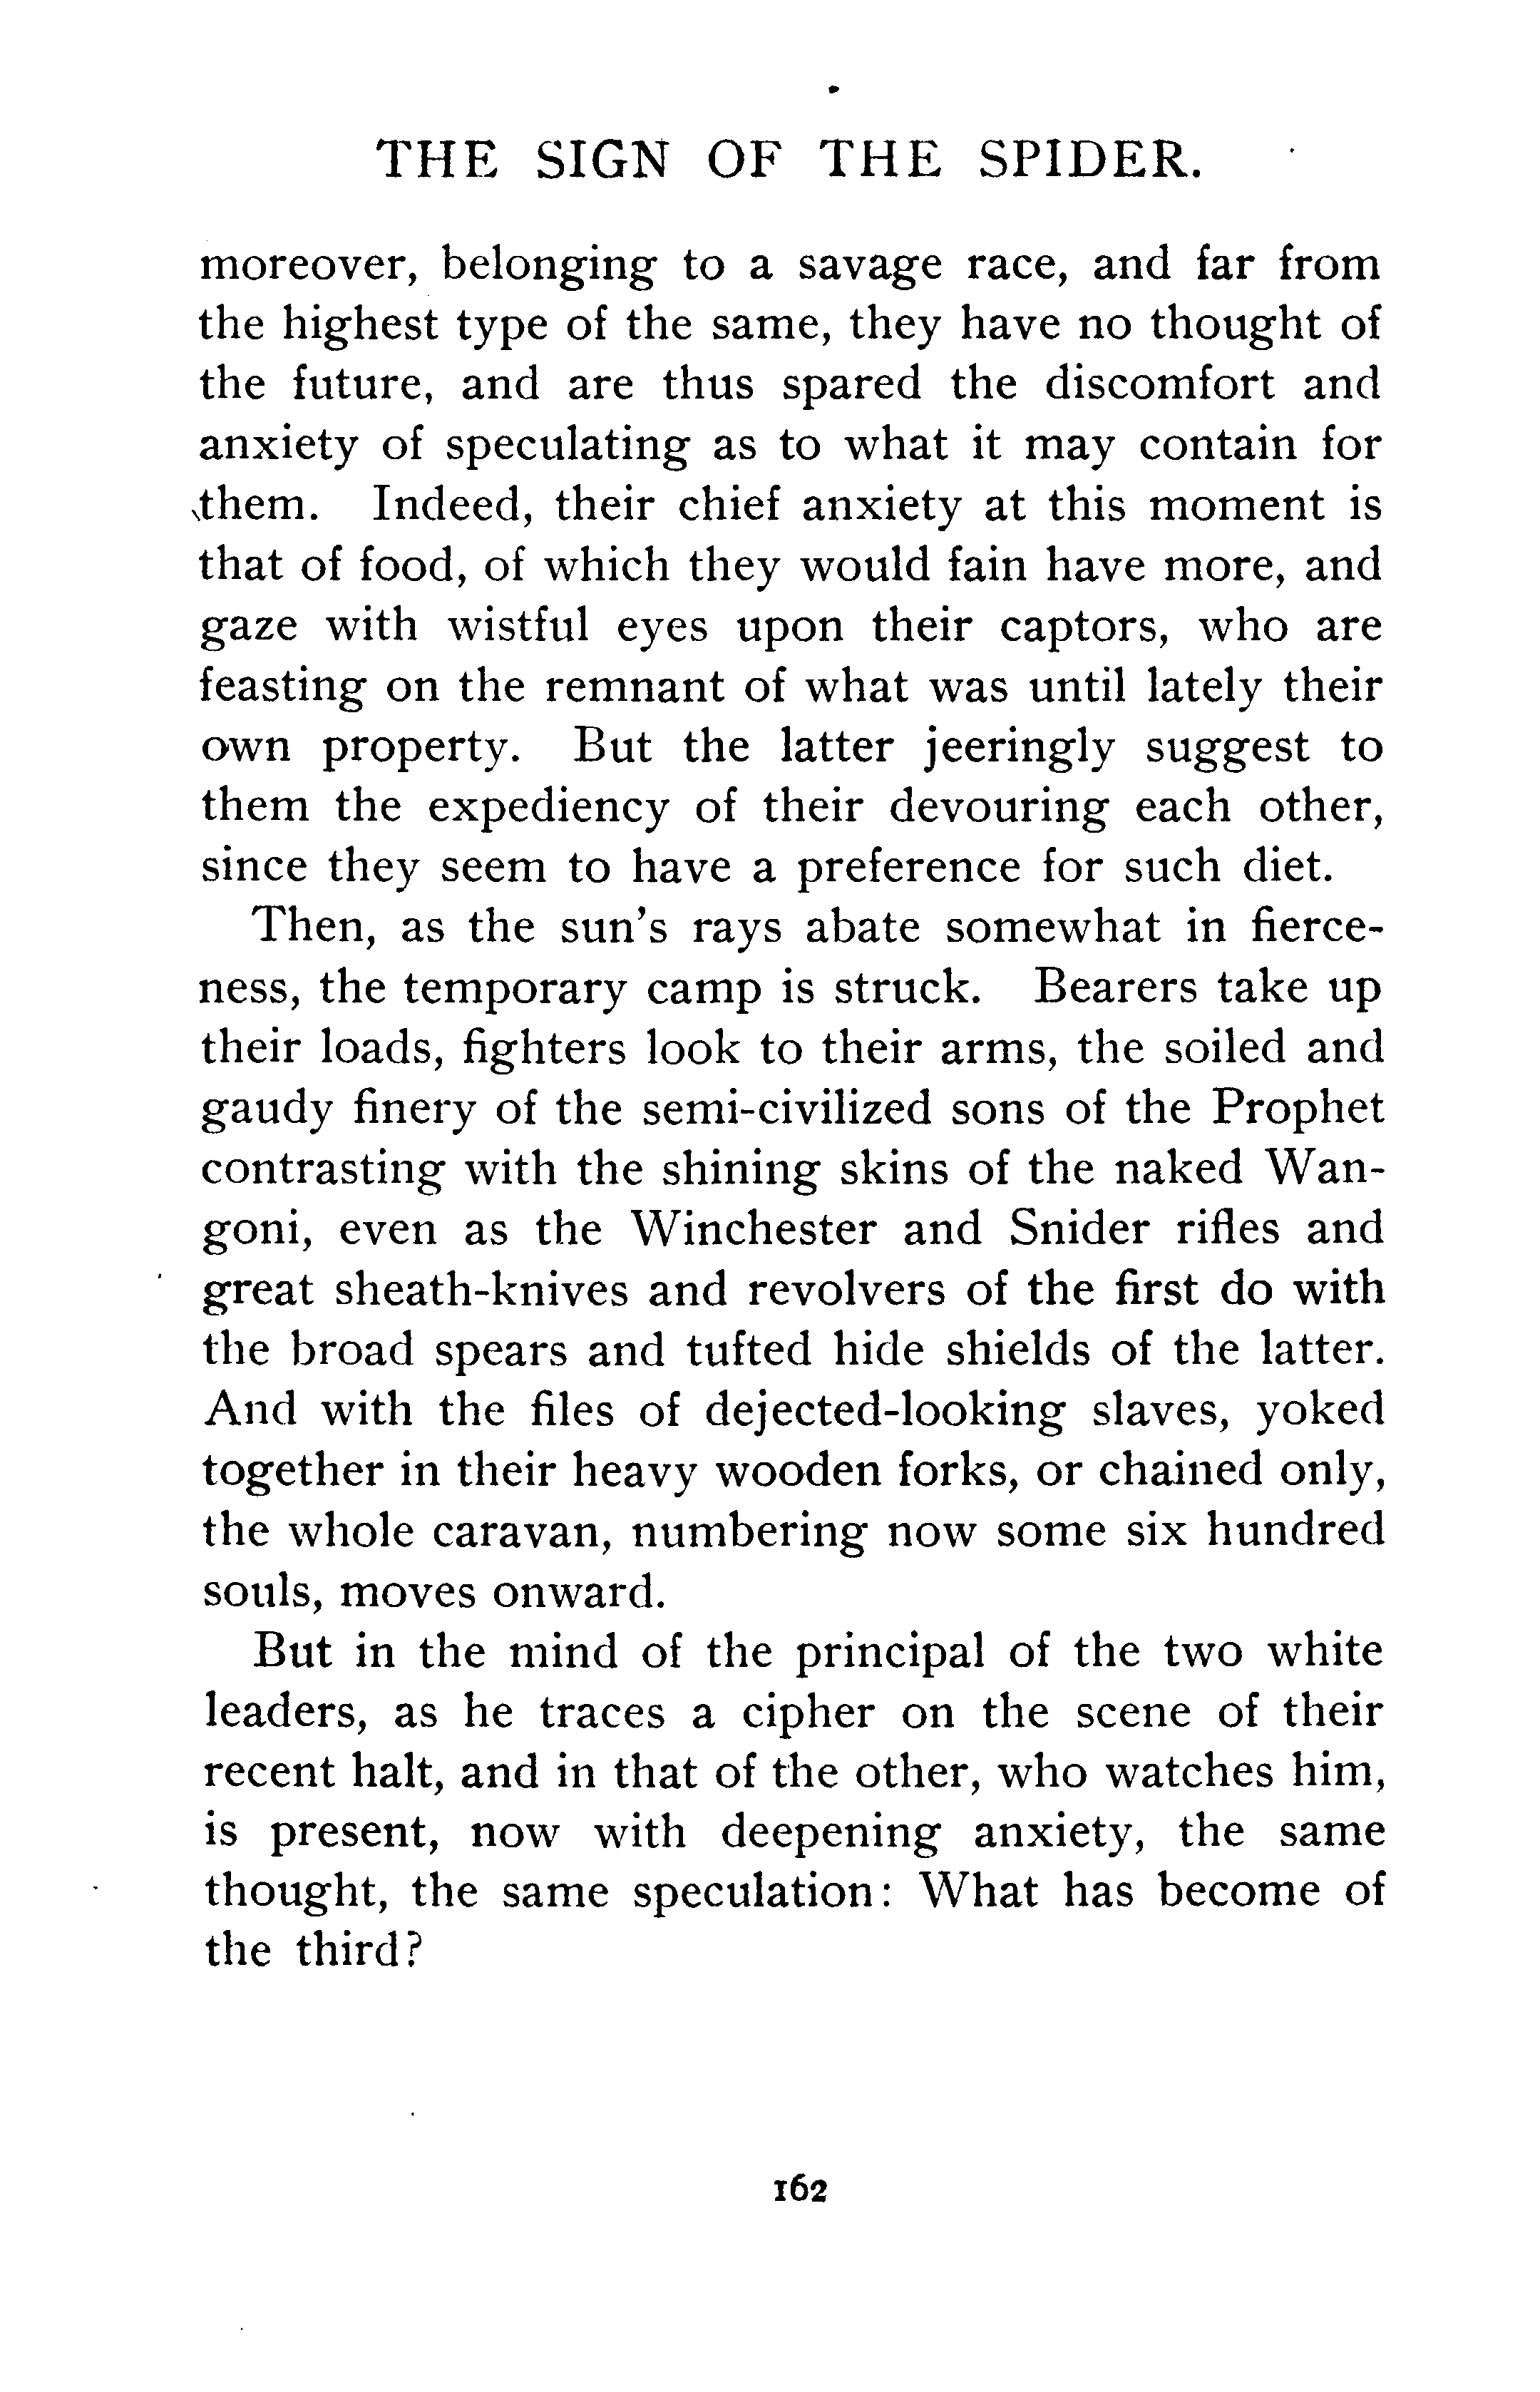 THE SIGN OF THE SPIDER.
moreover, belonging to a savage race, and far from
the highest type of the same, they have no thought of
the future, and are thus spared the discomfort and
anxiety of speculating as to what it may contain for
them. Indeed, their chief anxiety at this moment is
that of food, of which they would fain have more, and
gaze with wistful eyes upon their captors, who are
feasting on the remnant of what was until lately their
own property. But the latter jeeringly suggest to
them the expediency of their devouring each other,
since they seem to have a preference for such diet.
Then, as the sun's rays abate somewhat in fierce-
ness, the temporary camp is struck. Bearers take up
their loads, fighters look to their arms, the soiled and
gaudy finery of the semi-civilized sons of the Prophet
contrasting with the shining skins of the naked Wan-
goni, even as the Winchester and Snider rifles and
great sheath-knives and revolvers of the first do with
the broad spears and tufted hide shields of the latter.
And with the files of dejected-looking slaves, yoked
together in their heavy wooden forks, or chained only,
the whole caravan, numbering now some six hundred
souls, moves onward.
But in the mind of the principal of the two white
leaders, as he traces a cipher on the scene of their
recent halt, and in that of the other, who watches him,
is present, now with deepening anxiety, the same
thought, the same speculation: What has become of
the third?
162